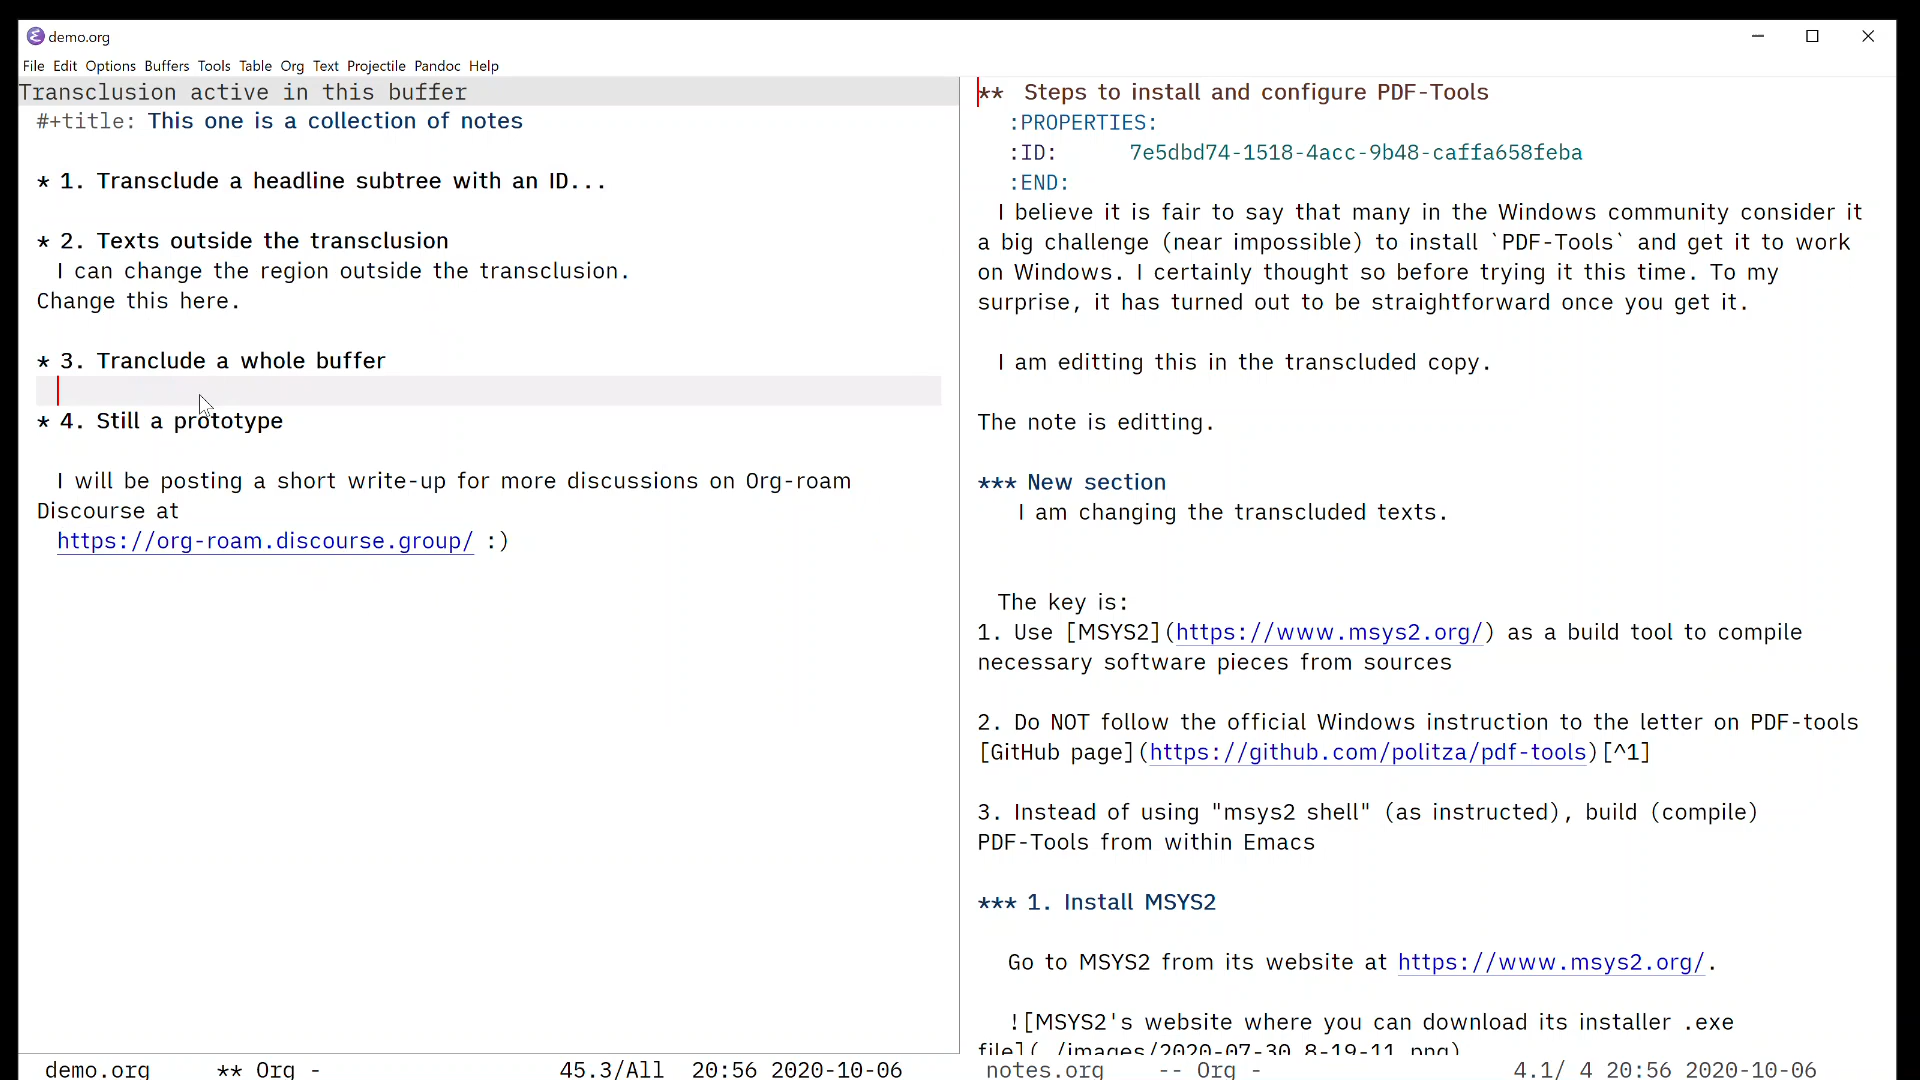 demo.org
File Edit Options Buffers Tools Table Org Text Projectile Pandoc Help
Transclusion active in this buffer
#+title: This one is a collection of notes
* 1. Transclude a headline subtree with an ID...
* 2. Texts outside the transclusion
I can change the region outside the transclusion.
Change this here.
* 3. Tranclude a whole buffer
* 4. Still a prototype
I will be posting a short write-up for more discussions on Org-roam
Discourse at
https://org-roam.discourse.group/ :)
demo.org ** Org - 45.3/All 20:56 2020-10-06
** Steps to install and configure PDF-Tools
:PROPERTIES:
:ID: 7e5dbd74-1518-4acc-9b48-caffa658feba
:END:
I believe it is fair to say that many in the Windows community consider it
a big challenge (near impossible) to install `PDF-Tools` and get it to work
on Windows. I certainly thought so before trying it this time. To my
surprise, it has turned out to be straightforward once you get it.
I am editting this in the transcluded copy.
The note is editting.
*** New section
I am changing the transcluded texts.
The key is:
1. Use [MSYS2](https://www.msys2.org/) as a build tool to compile
necessary software pieces from sources
2. Do NOT follow the official Windows instruction to the letter on PDF-tools
[GitHub page](https://github.com/politza/pdf-tools)[^1]
3. Instead of using "msys2 shell" (as instructed), build (compile)
PDF-Tools from within Emacs
*** 1. Install MSYS2
Go to MSYS2 from its website at https://www.msys2.org/.
![MSYS2's website where you can download its installer .exe
file](./images/2020-07-30_8-19-11.png)
notes.org -- Org - 4.1/ 4 20:56 2020-10-06